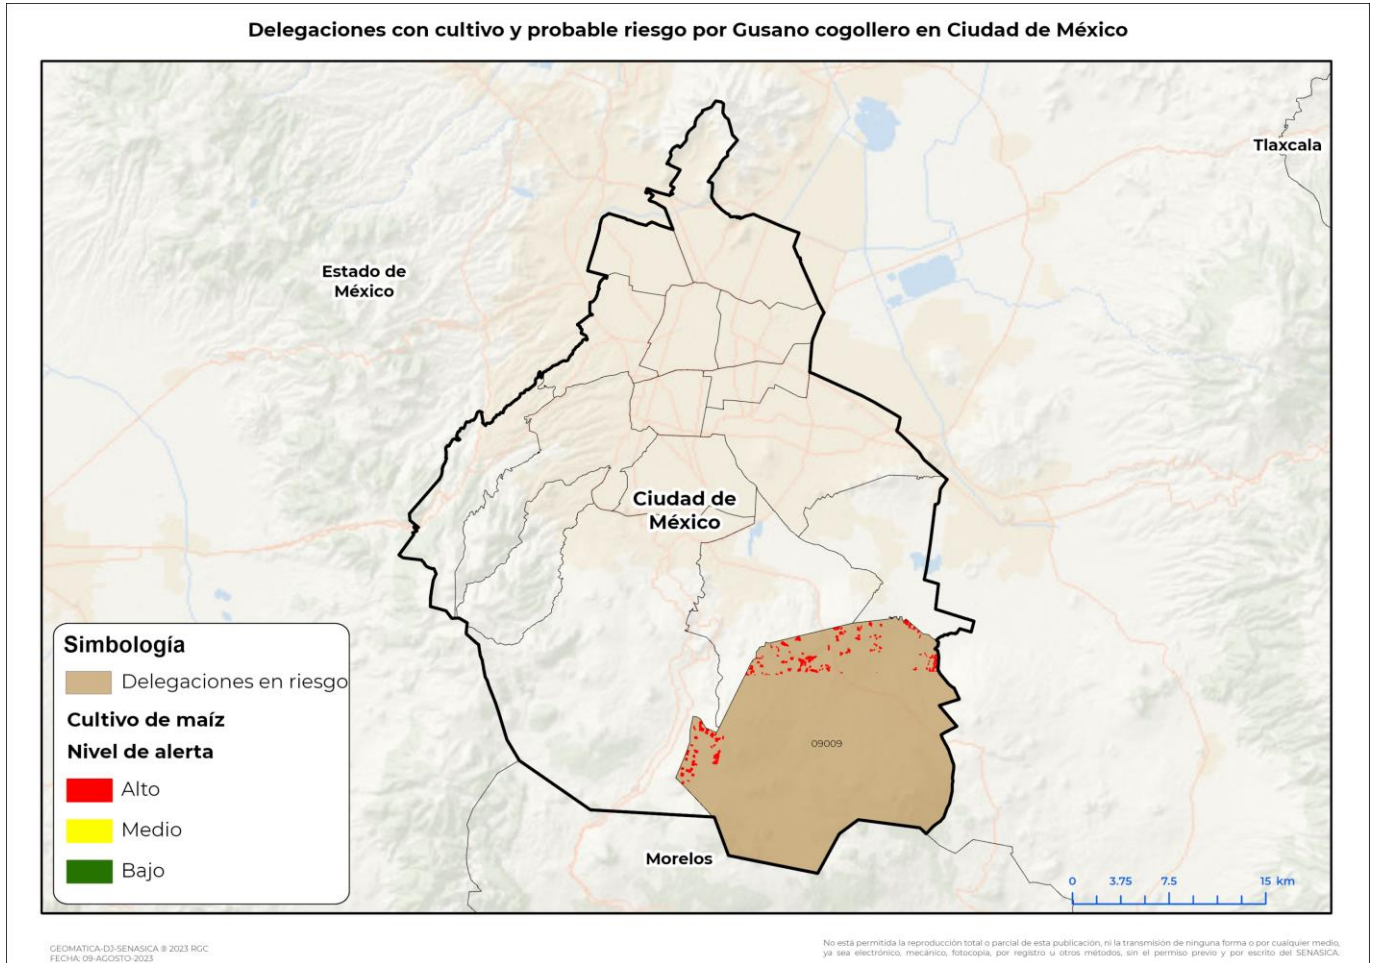 Delegaciones con cultivo y probable riesgo por Gusano cogollero en Ciudad de México
Tlaxcala
Estado de
México
Ciudad de
México
09009
Morelos
Simbología
Delegaciones en riesgo
Cultivo de maíz
Nivel de alerta
Alto
Medio
Bajo
0 3.75 7.5 15 km
GEOMATICA-DJ-SENASICA ® 2023 RGC
FECHA: 09-AGOSTO-2023
No está permitida la reproducción total o parcial de esta publicación, ni la transmisión de ninguna forma o por cualquier medio,
ya sea electrónico, mecánico, fotocopia, por registro u otros métodos, sin el permiso previo y por escrito del SENASICA.